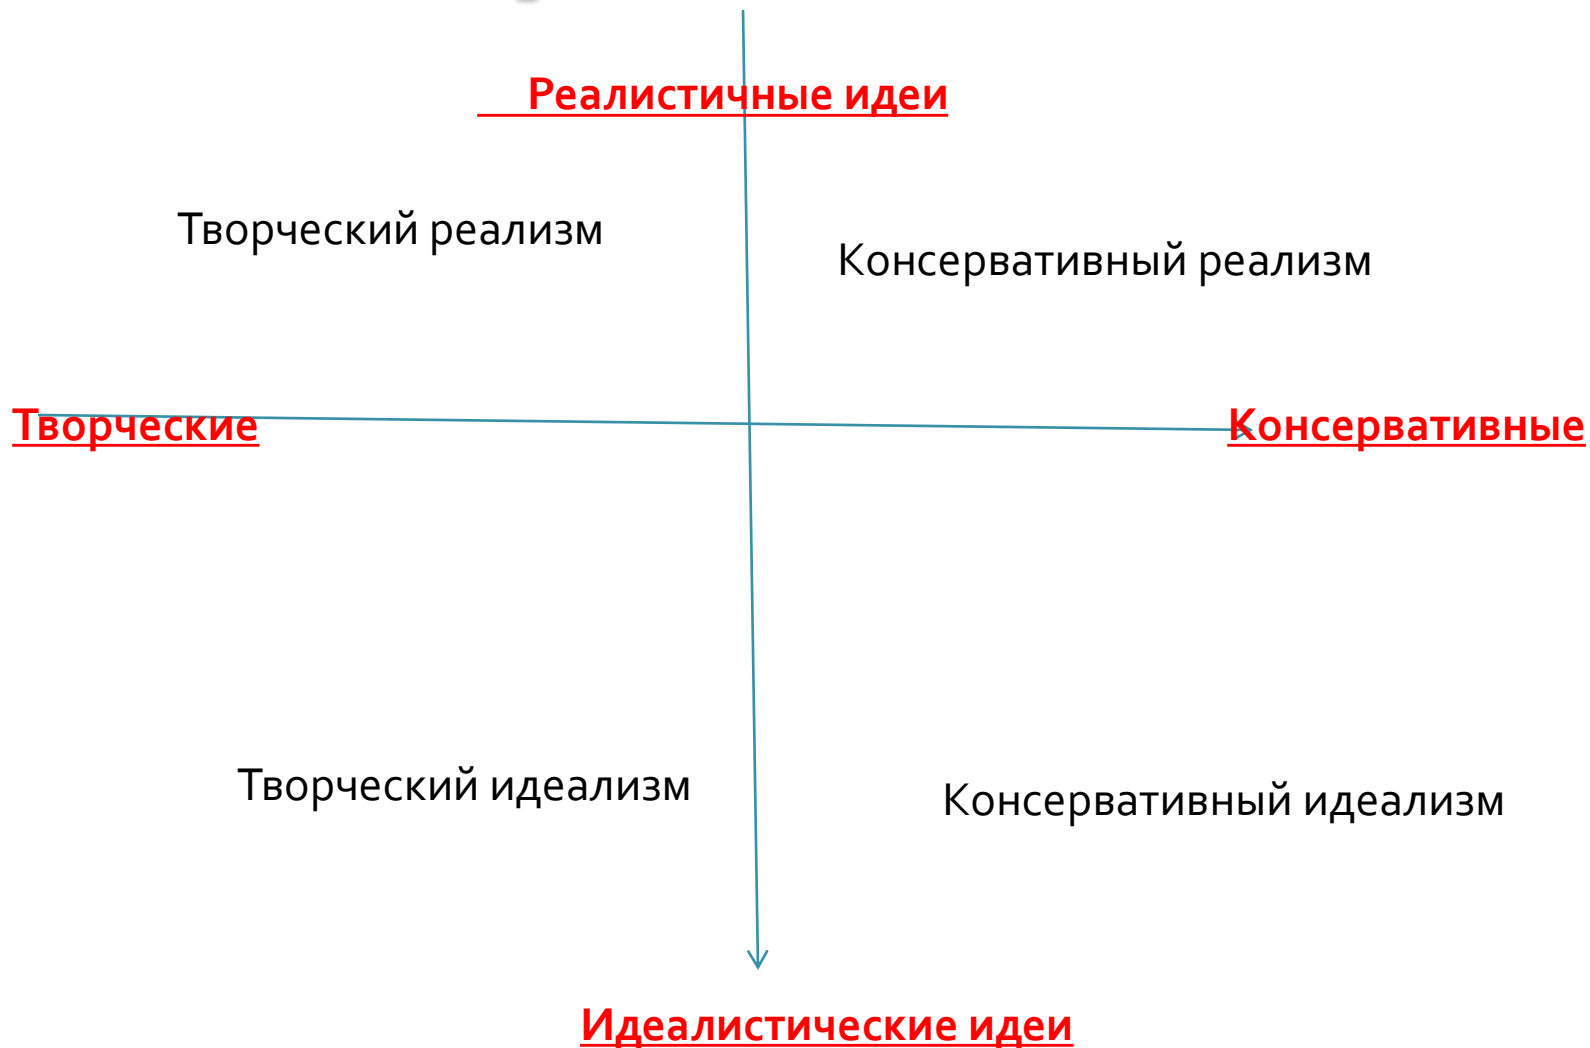 Реалистичные идеи
Творческий реализм
Консервативный реализм
Творческие
Консервативные
Творческий идеализм
Консервативный идеализм
Идеалистические идеи